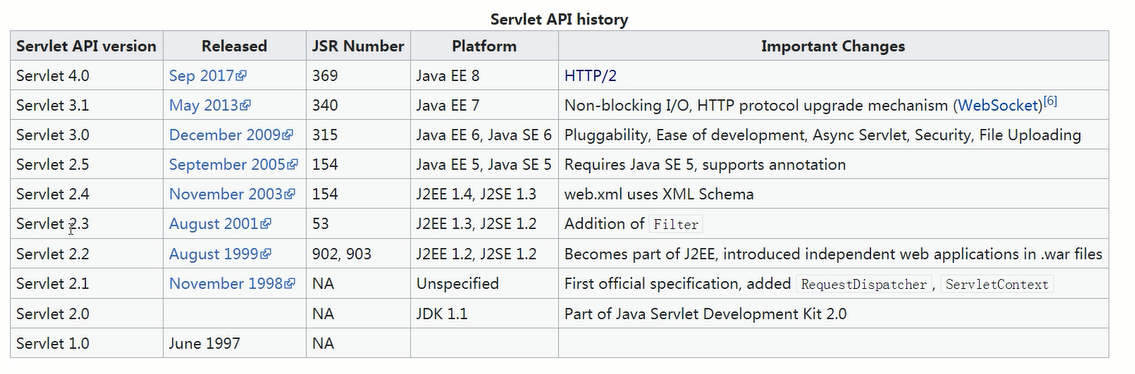 Servlet API history
Servlet API version Released JSR Number Platform Important Changes
Servlet 4.0 Sep 2017 369 Java EE 8 HTTP/2
Servlet 3.1 May 2013 340 Java EE 7 Non-blocking I/O, HTTP protocol upgrade mechanism (WebSocket)[6]
Servlet 3.0 December 2009 315 Java EE 6, Java SE 6 Pluggability, Ease of development, Async Servlet, Security, File Uploading
Servlet 2.5 September 2005 154 Java EE 5, Java SE 5 Requires Java SE 5, supports annotation
Servlet 2.4 November 2003 154 J2EE 1.4, J2SE 1.3 web.xml uses XML Schema
Servlet 2.3 August 2001 53 J2EE 1.3, J2SE 1.2 Addition of Filter
Servlet 2.2 August 1999 902, 903 J2EE 1.2, J2SE 1.2 Becomes part of J2EE, introduced independent web applications in .war files
Servlet 2.1 November 1998 NA Unspecified First official specification, added RequestDispatcher, ServletContext
Servlet 2.0 NA JDK 1.1 Part of Java Servlet Development Kit 2.0
Servlet 1.0 June 1997 NA